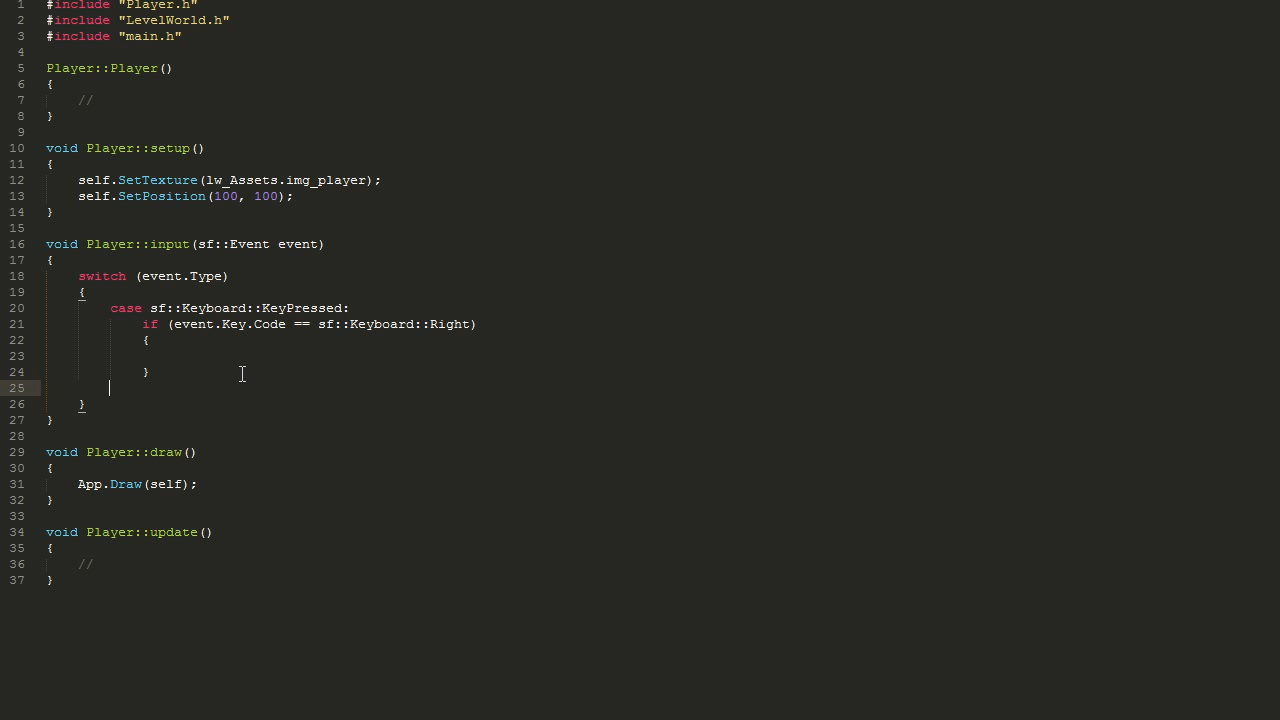 1 #include "Player.h"
2 #include "LevelWorld.h"
3 #include "main.h"
4
5 Player::Player()
6 {
7     //
8 }
9
10 void Player::setup()
11 {
12     self.SetTexture(lw_Assets.img_player);
13     self.SetPosition(100, 100);
14 }
15
16 void Player::input(sf::Event event)
17 {
18     switch (event.Type)
19     {
20         case sf::Keyboard::KeyPressed:
21             if (event.Key.Code == sf::Keyboard::Right)
22             {
23
24             }
25
26     }
27 }
28
29 void Player::draw()
30 {
31     App.Draw(self);
32 }
33
34 void Player::update()
35 {
36     //
37 }